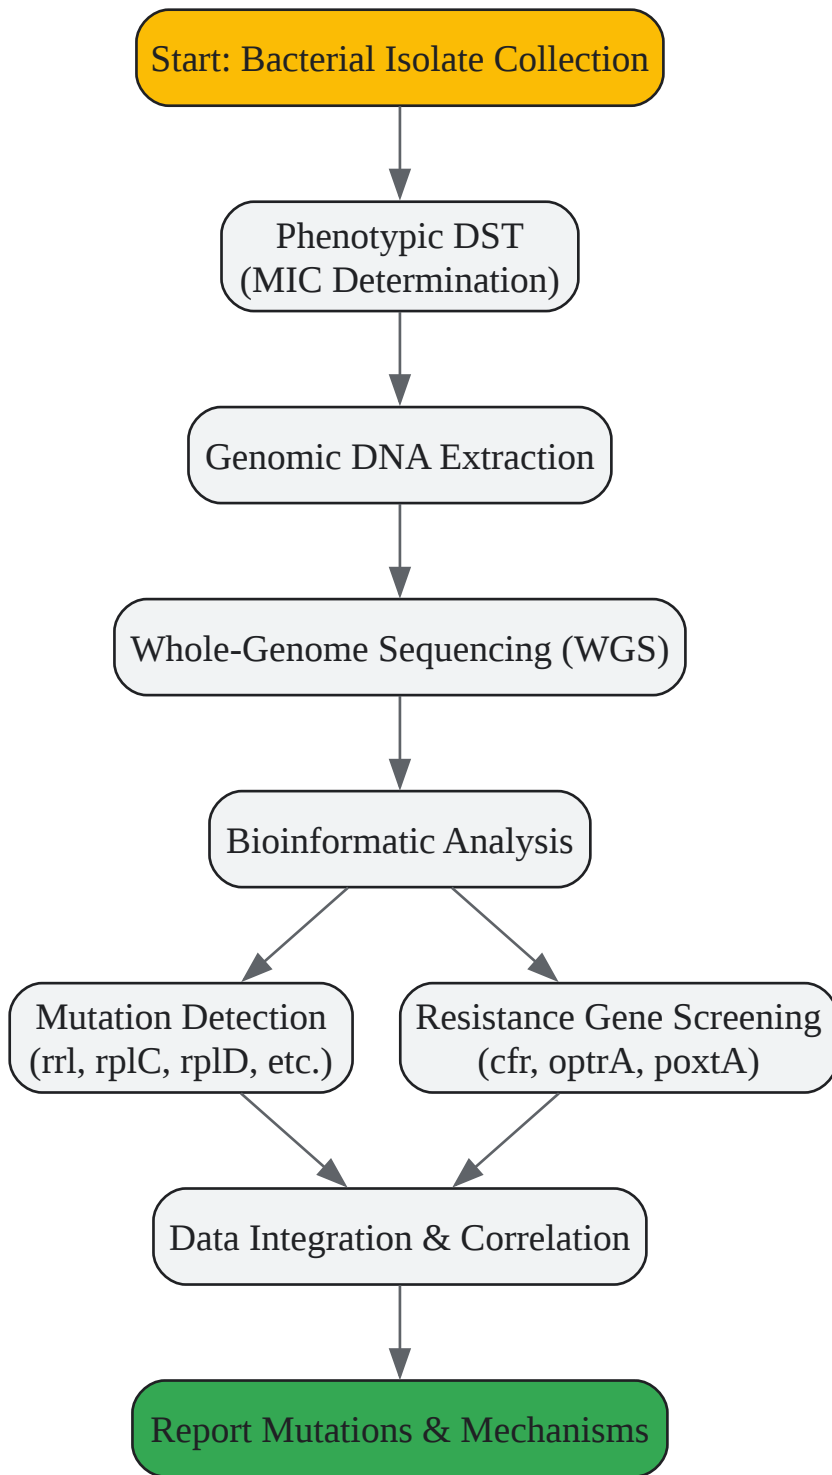 Start: Bacterial Isolate Collection
Phenotypic DST
(MIC Determination)
Genomic DNA Extraction
Whole-Genome Sequencing (WGS)
Bioinformatic Analysis
Mutation Detection
(rrl, rplC, rplD, etc.)
Resistance Gene Screening
(cfr, optrA, poxtA)
Data Integration & Correlation
Report Mutations & Mechanisms